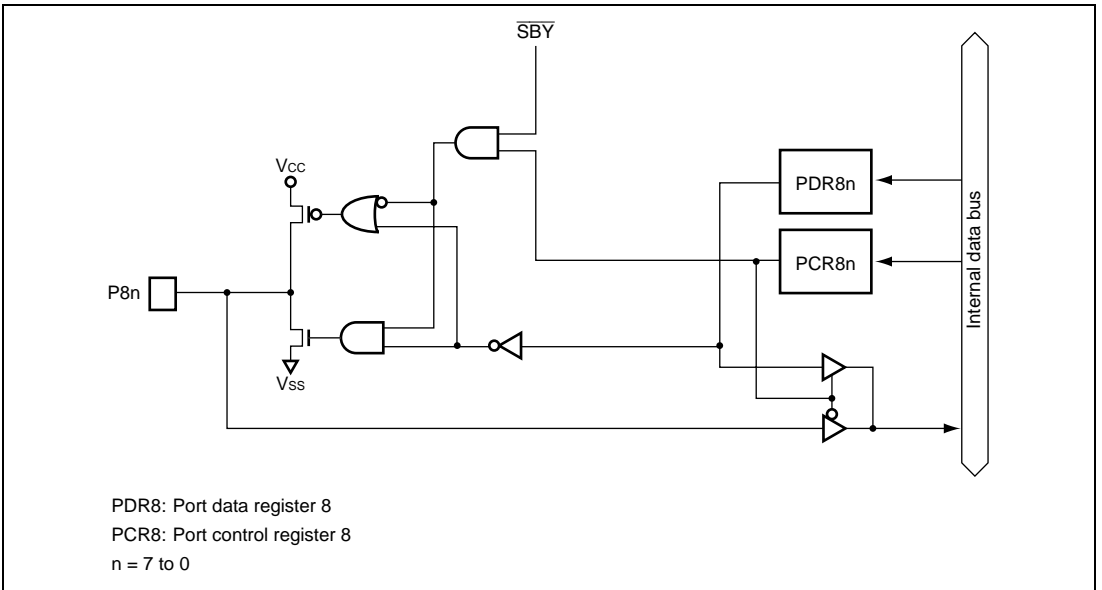 SBY
VCC
PDR8n
PCR8n
Internal data bus
P8n
VSS
PDR8: Port data register 8
PCR8: Port control register 8
n = 7 to 0